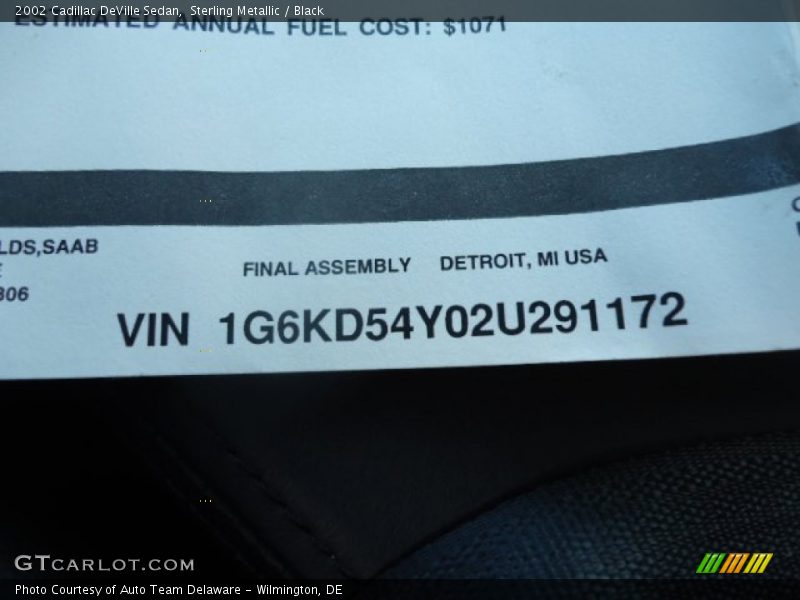 2002 Cadillac DeVille Sedan, Sterling Metallic / Black
ESTIMATED ANNUAL FUEL COST: $1071
LDS,SAAB
306
FINAL ASSEMBLY DETROIT, MI USA
VIN 1G6KD54Y02U291172
GTCARLOT.COM
Photo Courtesy of Auto Team Delaware - Wilmington, DE